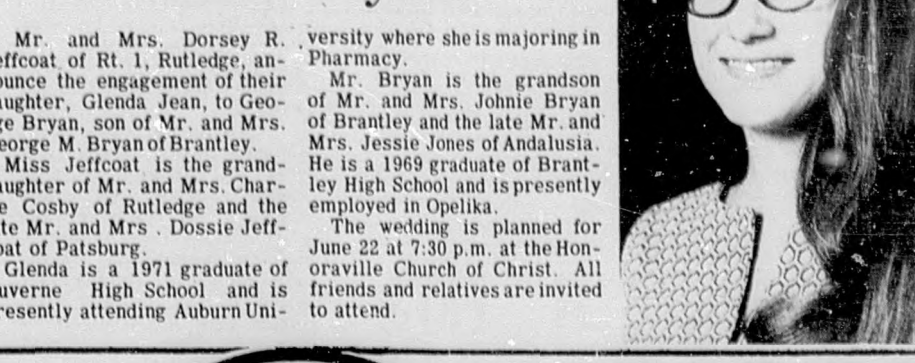 Mr. and Mrs. Dorsey R.
effcoat of Rt. 1, Rutledge, an-
ounce the engagement of their
aughter, Glenda Jean, to Geo-
ge Bryan, son of Mr. and Mrs.
eorge M. Bryan of Brantley.
Miss Jeffcoat is the grand-
aughter of Mr. and Mrs. Char-
e Cosby of Rutledge and the
te Mr. and Mrs . Dossie Jeff-
oat of Patsburg.
Glenda is a 1971 graduate of
uverne High School and is
resently attending Auburn Uni-
versity where she is majoring in
Pharmacy.
Mr. Bryan is the grandson
of Mr. and Mrs. Johnie Bryan
of Brantley and the late Mr. and
Mrs. Jessie Jones of Andalusia.
He is a 1969 graduate of Brant-
ley High School and is presently
employed in Opelika.
The wedding is planned for
June 22 at 7:30 p.m. at the Hon-
oraville Church of Christ. All
friends and relatives are invited
to attend.